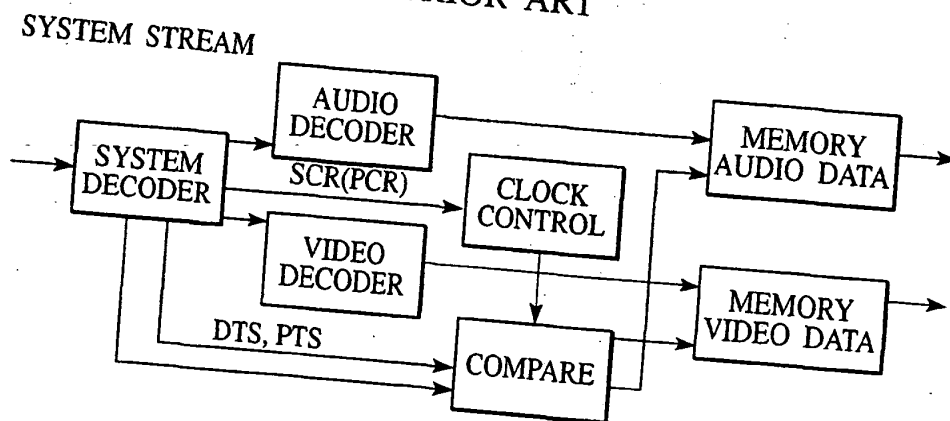 SYSTEM STREAM
AUDIO
DECODER
MEMORY
AUDIO DATA
SYSTEM
DECODER
SCR(PCR)
CLOCK
CONTROL
VIDEO
DECODER
MEMORY
VIDEO DATA
DTS, PTS
COMPARE